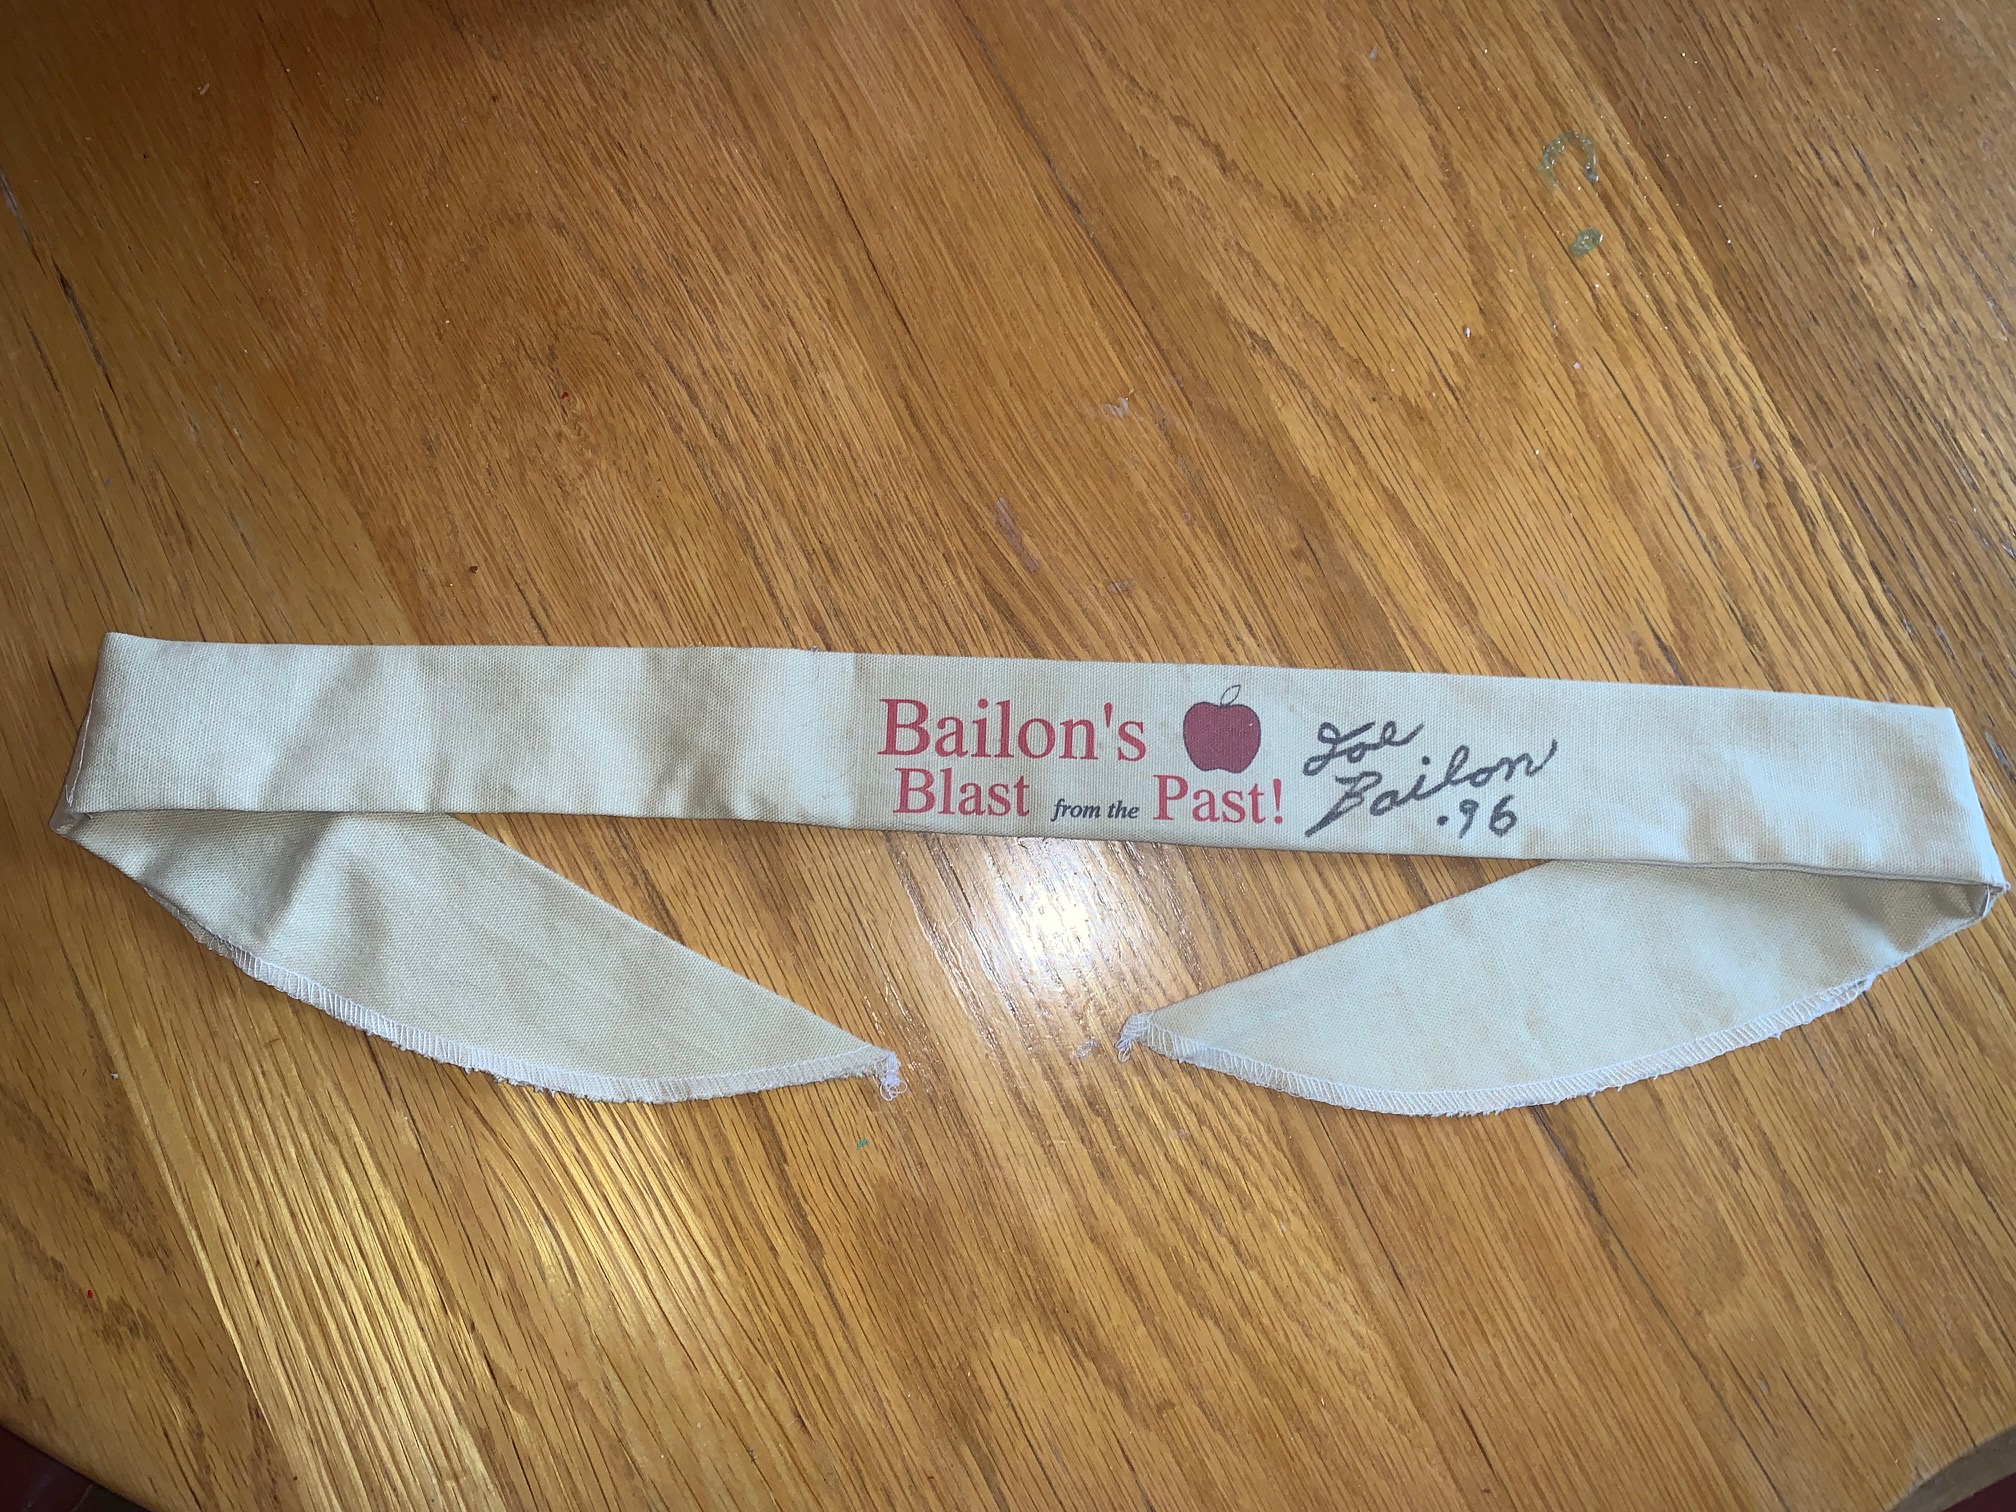 Bailon's
Blast from the Past!
Joe
Bailon
.96